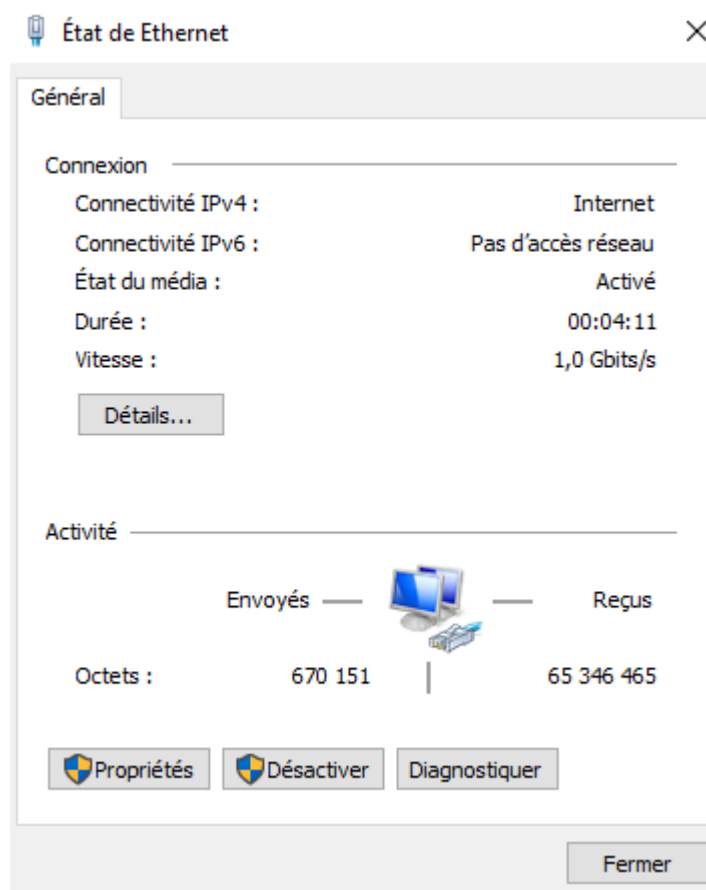 État de Ethernet
Général
Connexion
Connectivité IPv4 : Internet
Connectivité IPv6 : Pas d’accès réseau
État du média : Activé
Durée : 00:04:11
Vitesse : 1,0 Gbits/s
Détails...
Activité
Envoyés Reçus
Octets : 670 151 65 346 465
Propriétés Désactiver Diagnostiquer
Fermer